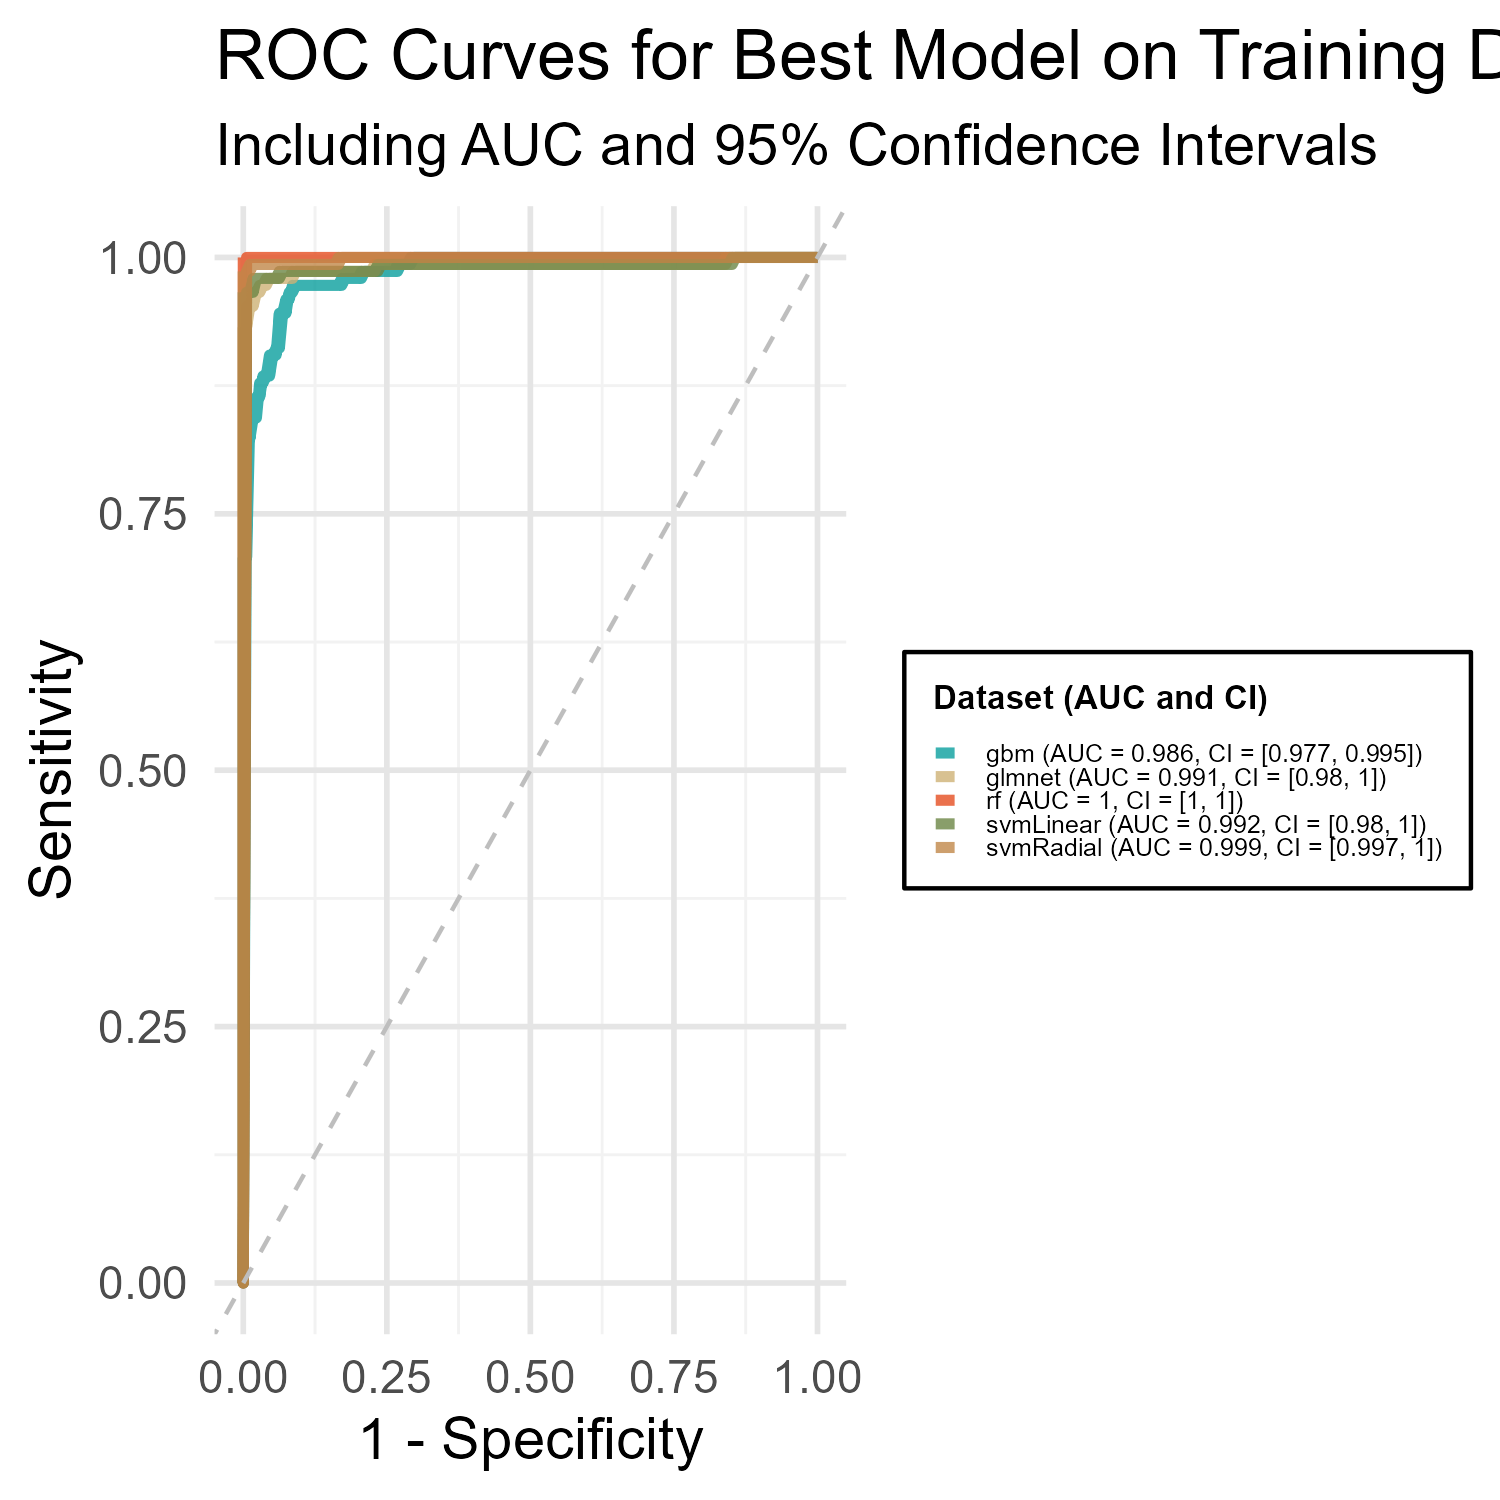 ROC Curves for Best Model on Training D
Including AUC and 95% Confidence Intervals
1.00
0.75
0.50
0.25
0.00
Sensitivity
0.00 0.25 0.50 0.75 1.00
1 - Specificity
Dataset (AUC and CI)
gbm (AUC = 0.986, CI = [0.977, 0.995])
glmnet (AUC = 0.991, CI = [0.98, 1])
rf (AUC = 1, CI = [1, 1])
svmLinear (AUC = 0.992, CI = [0.98, 1])
svmRadial (AUC = 0.999, CI = [0.997, 1])